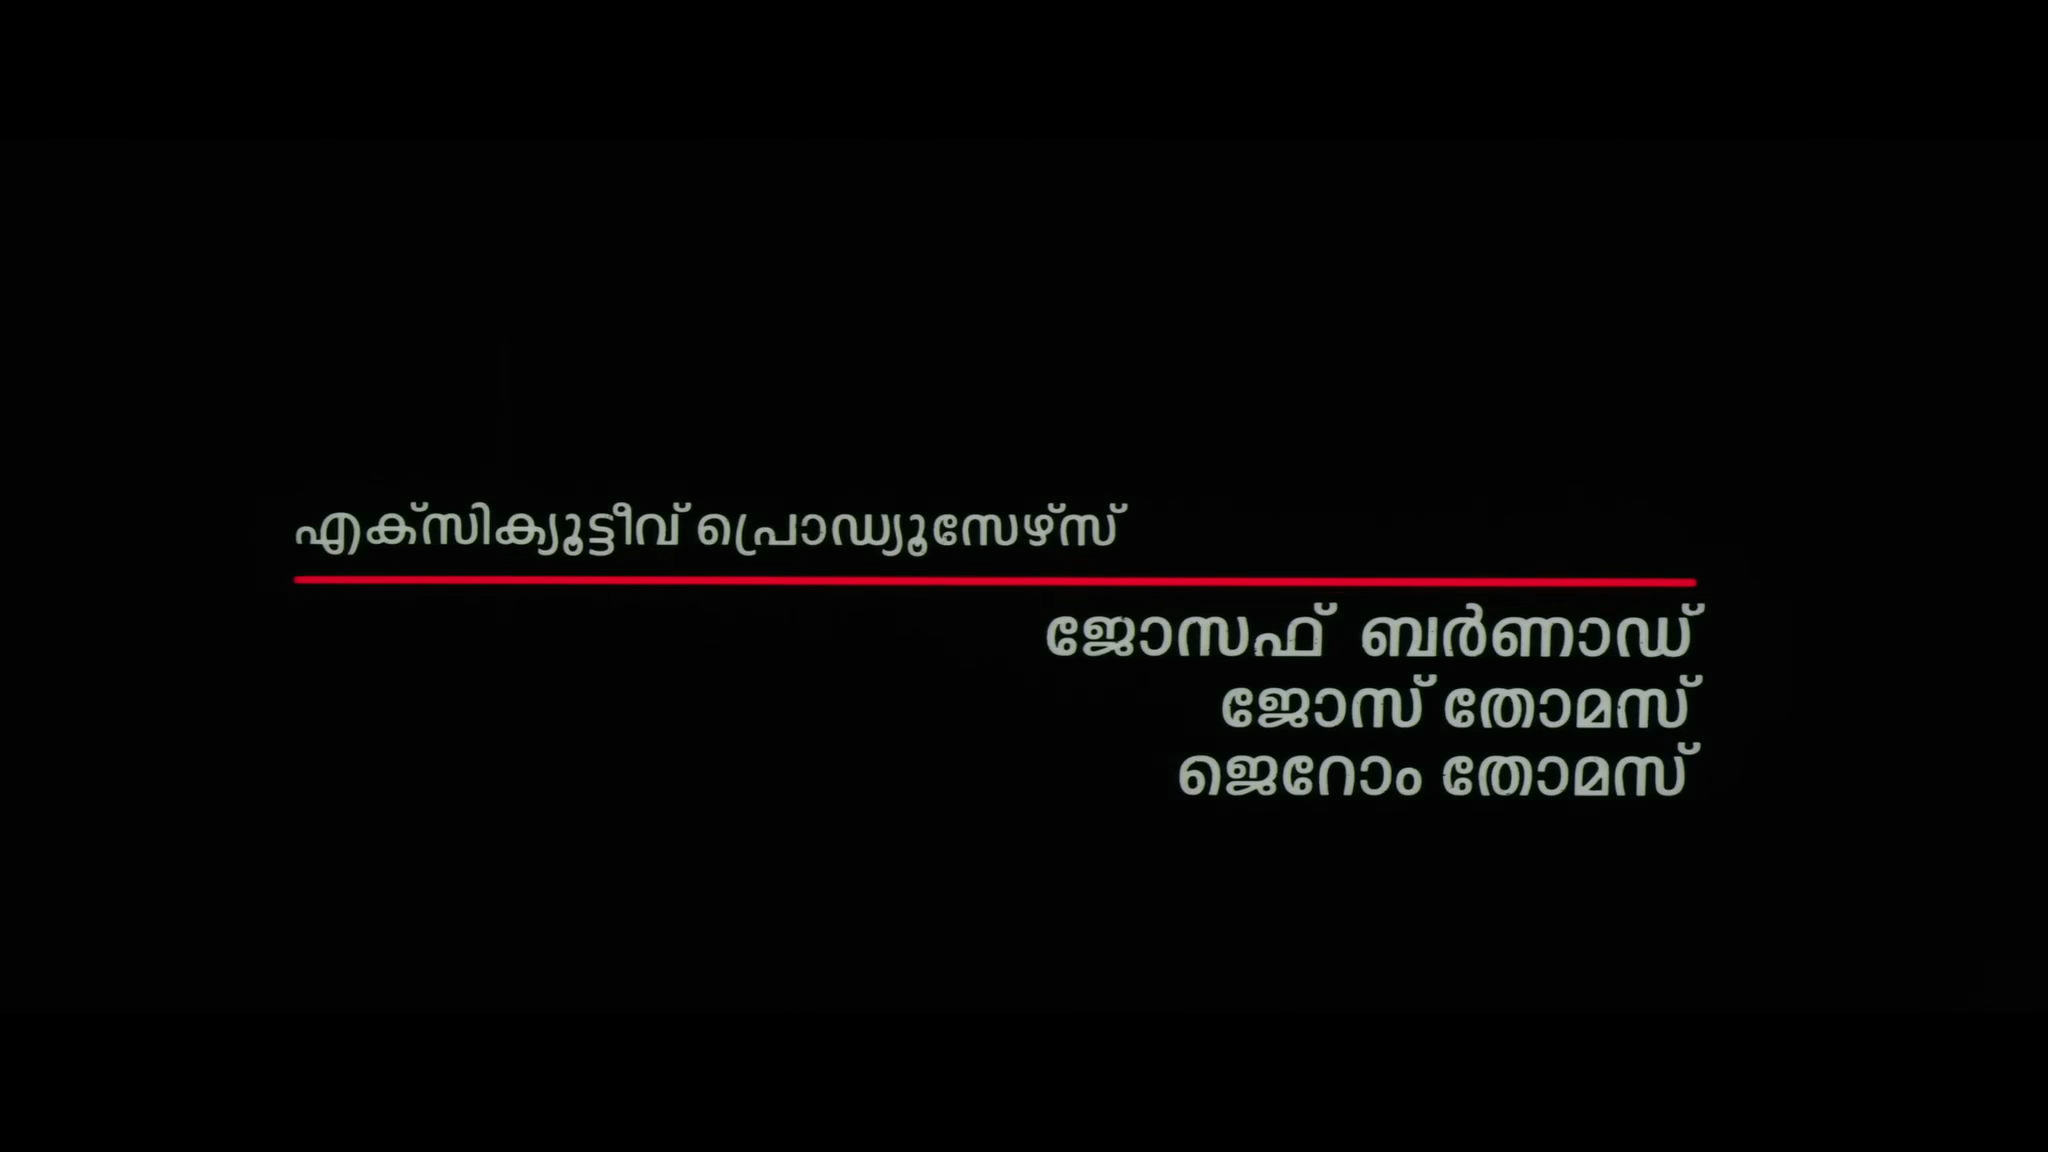 എക്സിക്യൂട്ടീവ് പ്രൊഡ്യൂസേഴ്സ്
ജോസഫ് ബർണാഡ്
ജോസ് തോമസ്
ജെറോം തോമസ്